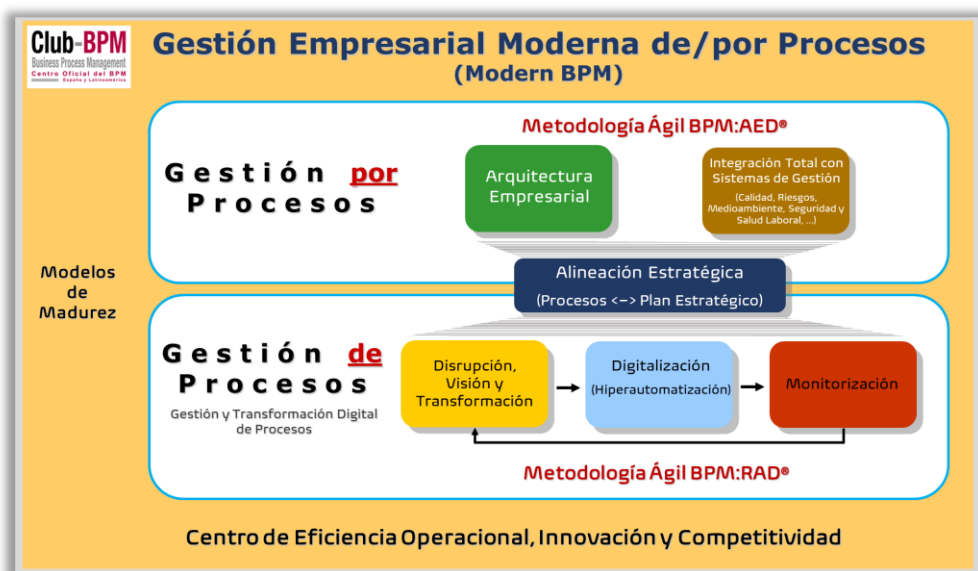 Club-BPM
Business Process Management
Centro Oficial del BPM
España y Latinoamérica
Gestión Empresarial Moderna de/por Procesos
(Modern BPM)
Metodología Ágil BPM:AED®
Gestión por
Procesos
Arquitectura
Empresarial
Integración Total con
Sistemas de Gestión
(Calidad, Riesgos,
Medioambiente, Seguridad y
Salud Laboral, ...)
Modelos
de
Madurez
Alineación Estratégica
(Procesos <-> Plan Estratégico)
Gestión de
Procesos
Gestión y Transformación Digital
de Procesos
Disrupción,
Visión y
Transformación
Digitalización
(Hiperautomatización)
Monitorización
Metodología Ágil BPM:RAD®
Centro de Eficiencia Operacional, Innovación y Competitividad